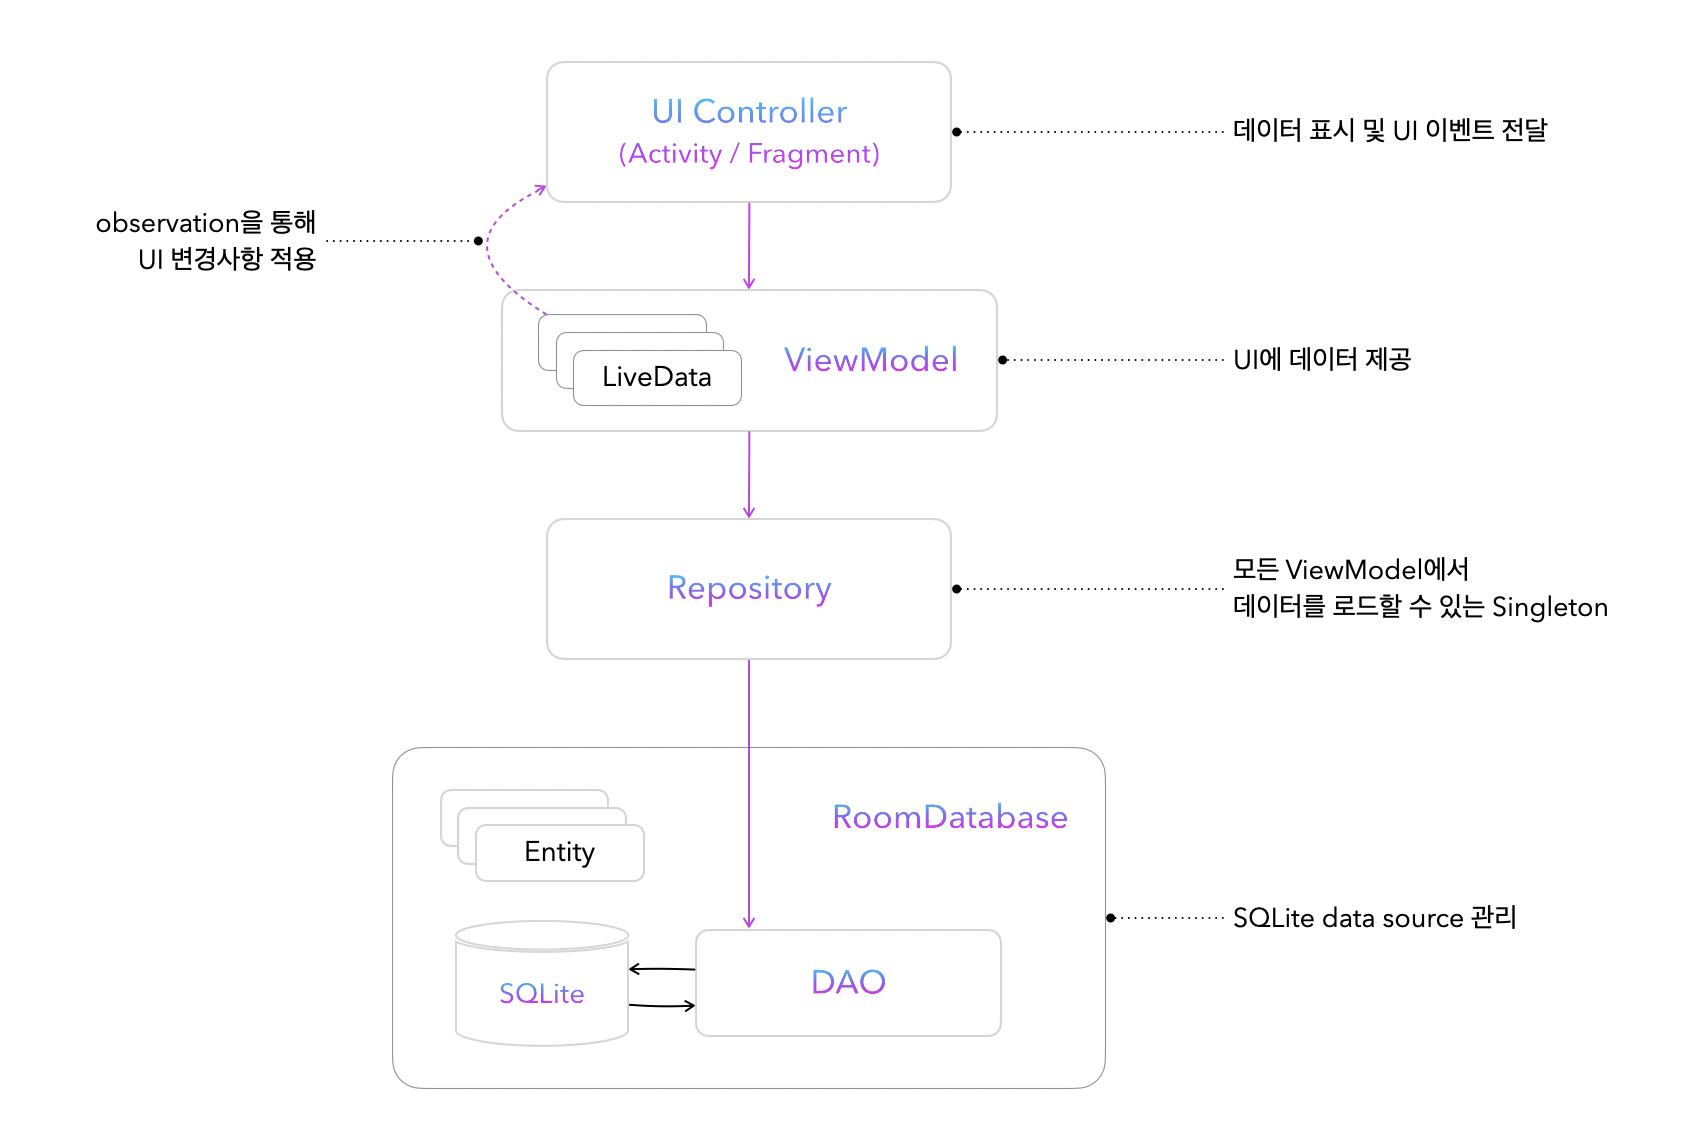 UI Controller
(Activity / Fragment)
데이터 표시 및 UI 이벤트 전달
observation을 통해
UI 변경사항 적용
LiveData
ViewModel
UI에 데이터 제공
Repository
모든 ViewModel에서
데이터를 로드할 수 있는 Singleton
RoomDatabase
Entity
SQLite data source 관리
SQLite
DAO